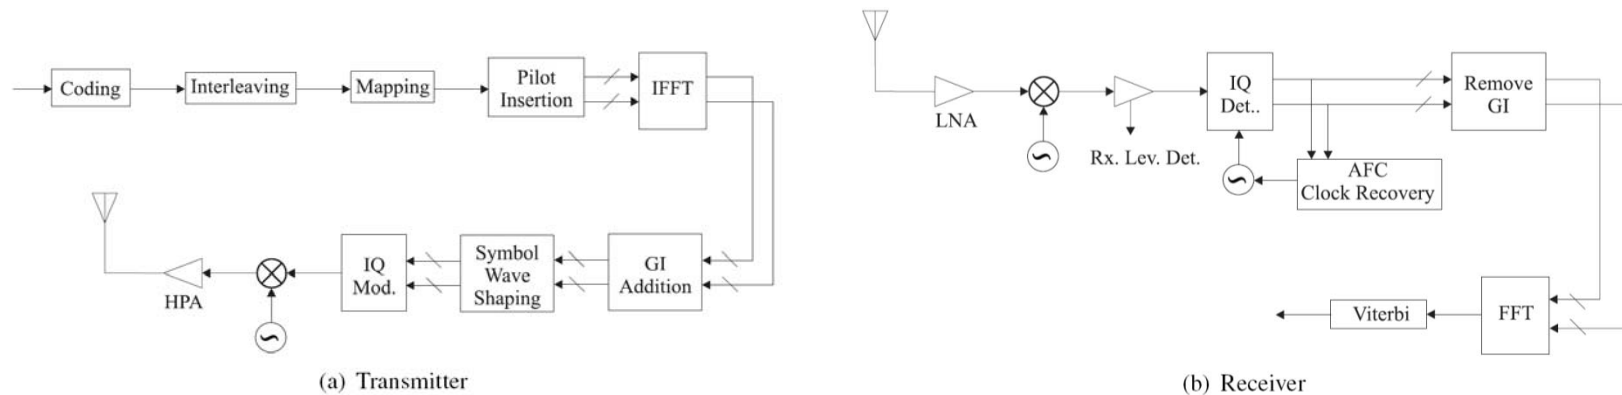 Coding
Interleaving
Mapping
Pilot
Insertion
IFFT
GI
Addition
Symbol
Wave
Shaping
IQ
Mod.
HPA
(a) Transmitter
LNA
Rx. Lev. Det.
IQ
Det..
AFC
Clock Recovery
Remove
GI
FFT
Viterbi
(b) Receiver